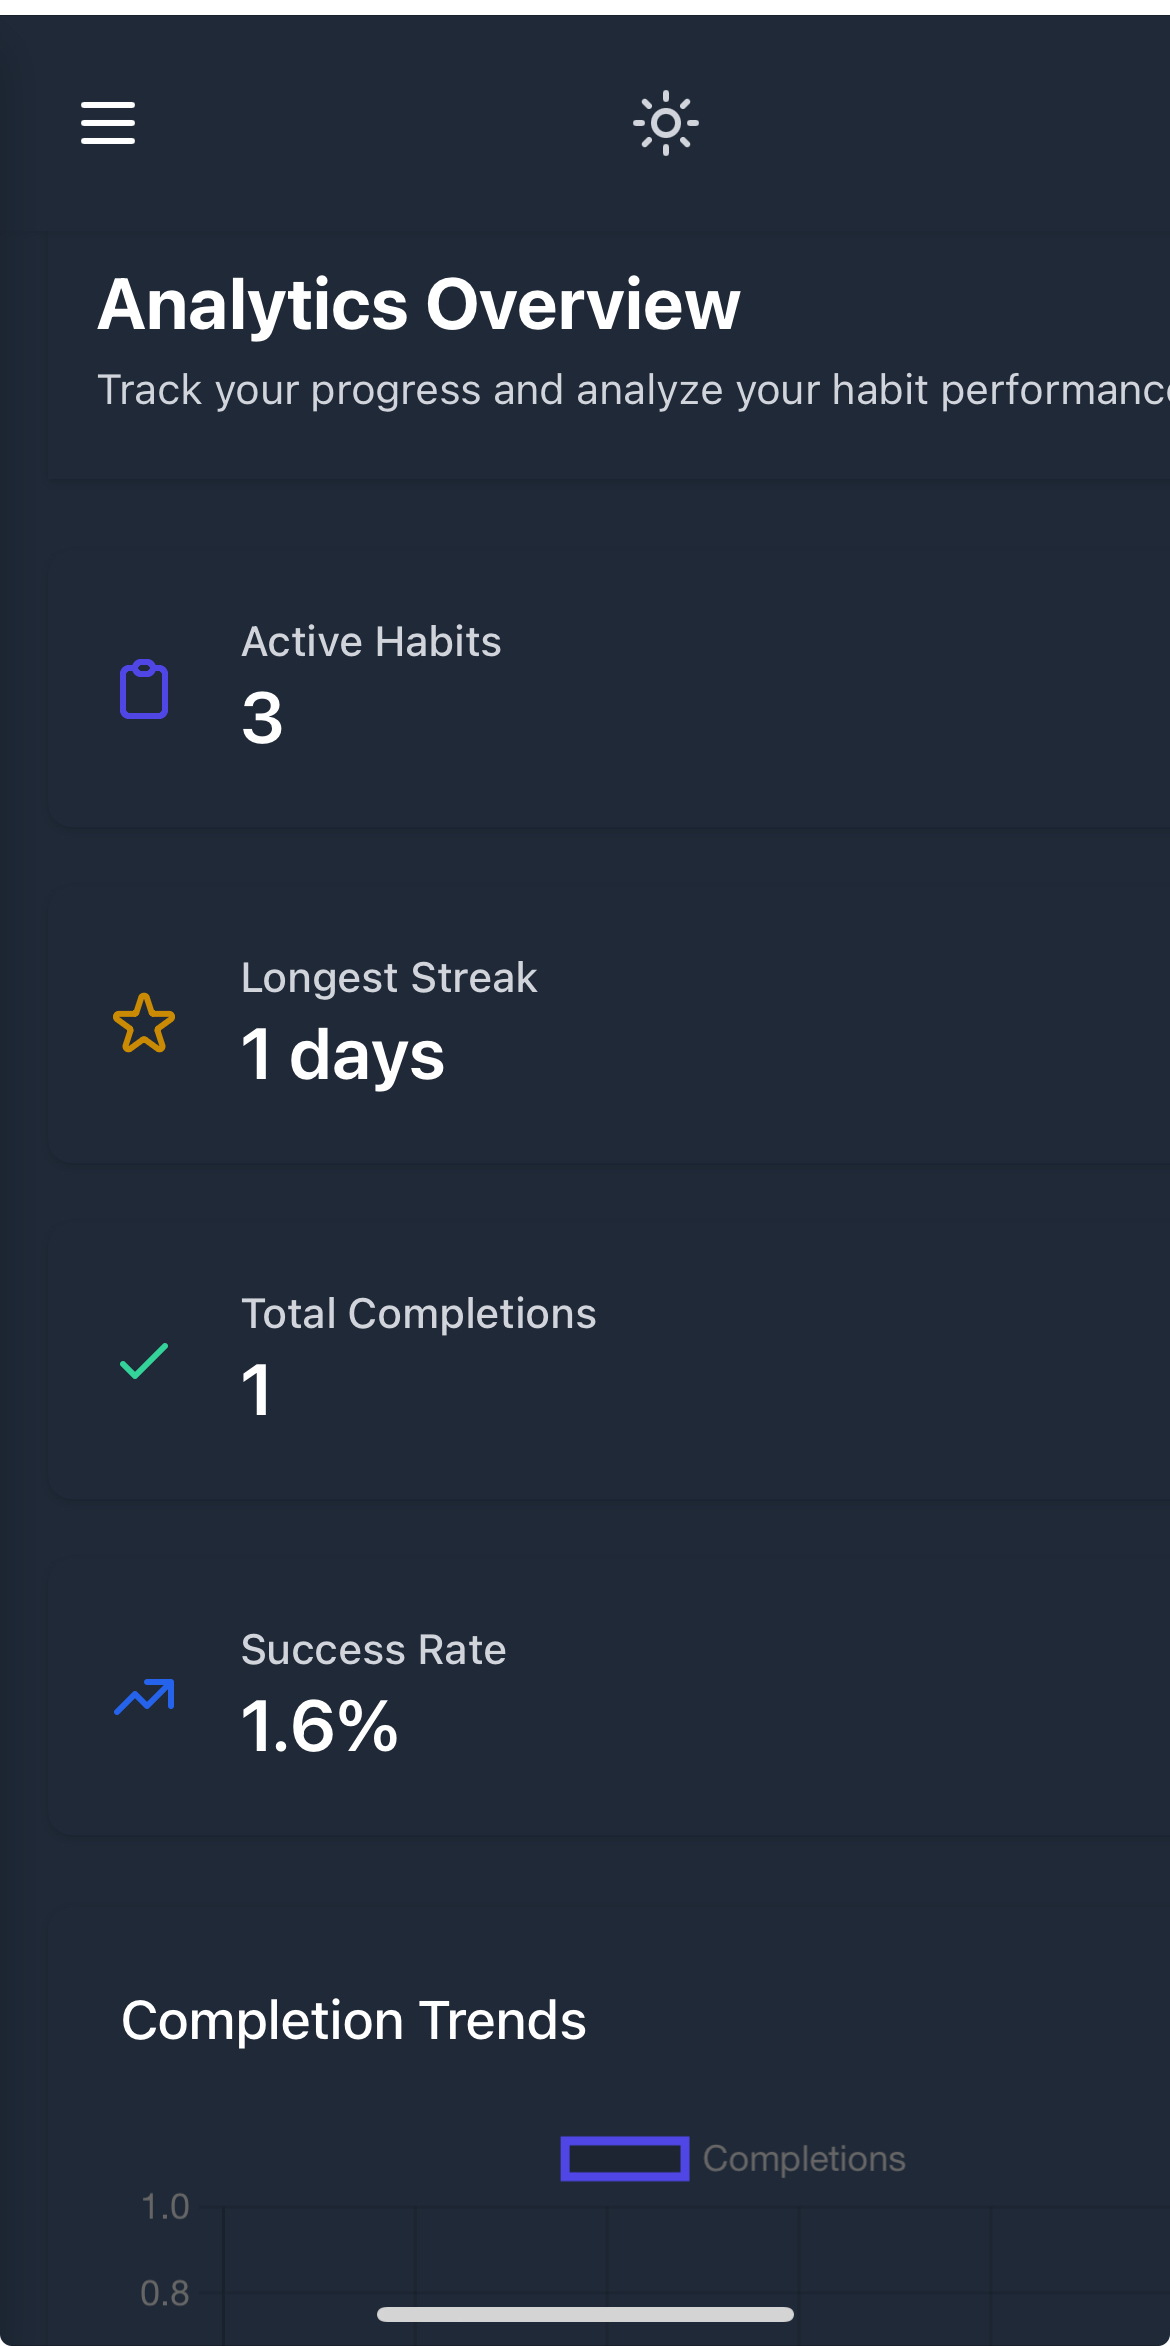 Analytics Overview
Track your progress and analyze your habit performance
Active Habits
3
Longest Streak
1 days
Total Completions
1
Success Rate
1.6%
Completion Trends
Completions
1.0
0.8